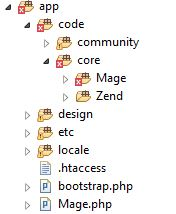 app
code
community
core
Mage
Zend
design
etc
locale
.htaccess
bootstrap.php
Mage.php